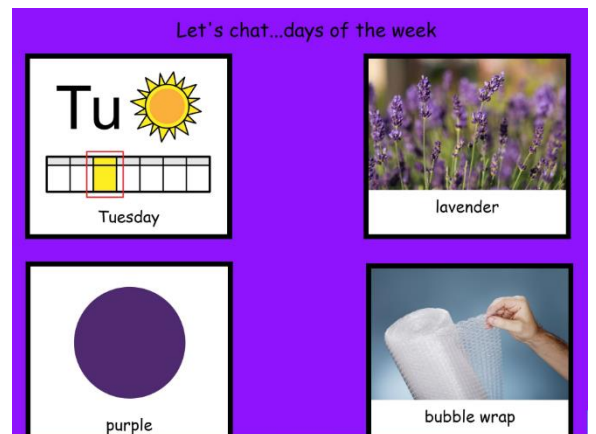 Let's chat...days of the week
Tu
Tuesday
lavender
purple
bubble wrap